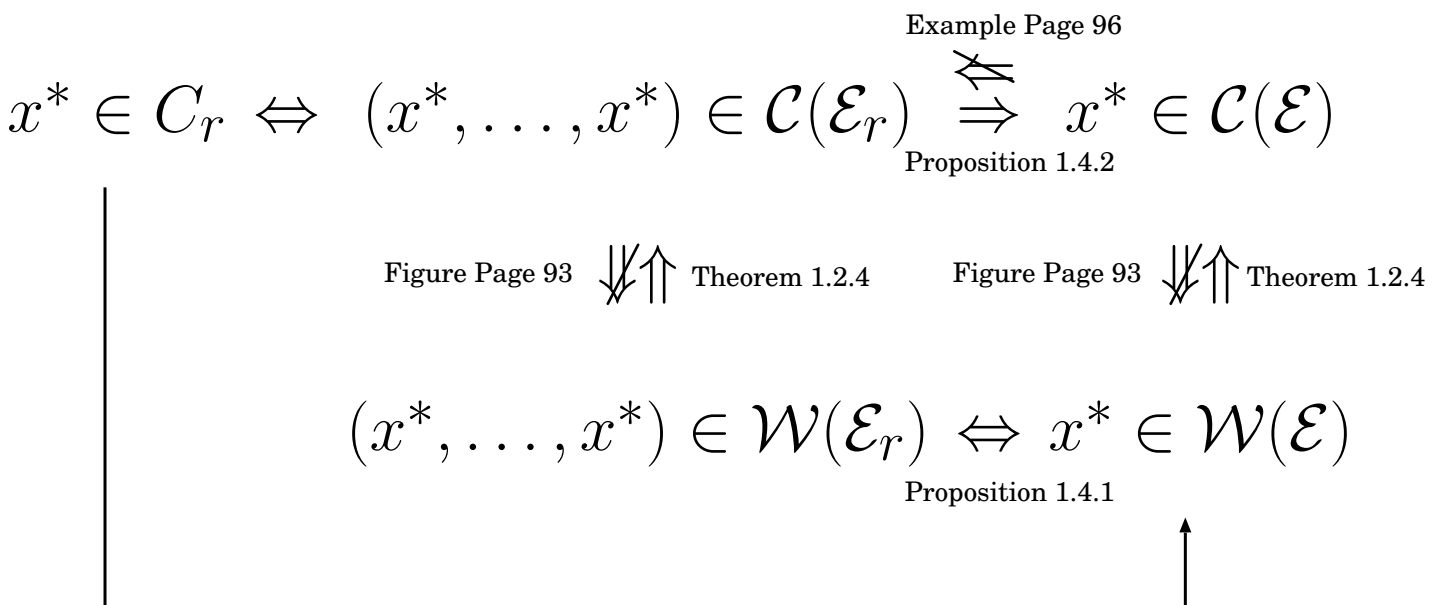 Example Page 96
⇍
x* ∈ C_r ⇔ (x*, . . . , x*) ∈ 𝒞(ℰ_r) ⇒ x* ∈ 𝒞(ℰ)
Proposition 1.4.2
Figure Page 93 ⇓̸ ⇑ Theorem 1.2.4 Figure Page 93 ⇓̸ ⇑ Theorem 1.2.4
(x*, . . . , x*) ∈ 𝒲(ℰ_r) ⇔ x* ∈ 𝒲(ℰ)
Proposition 1.4.1